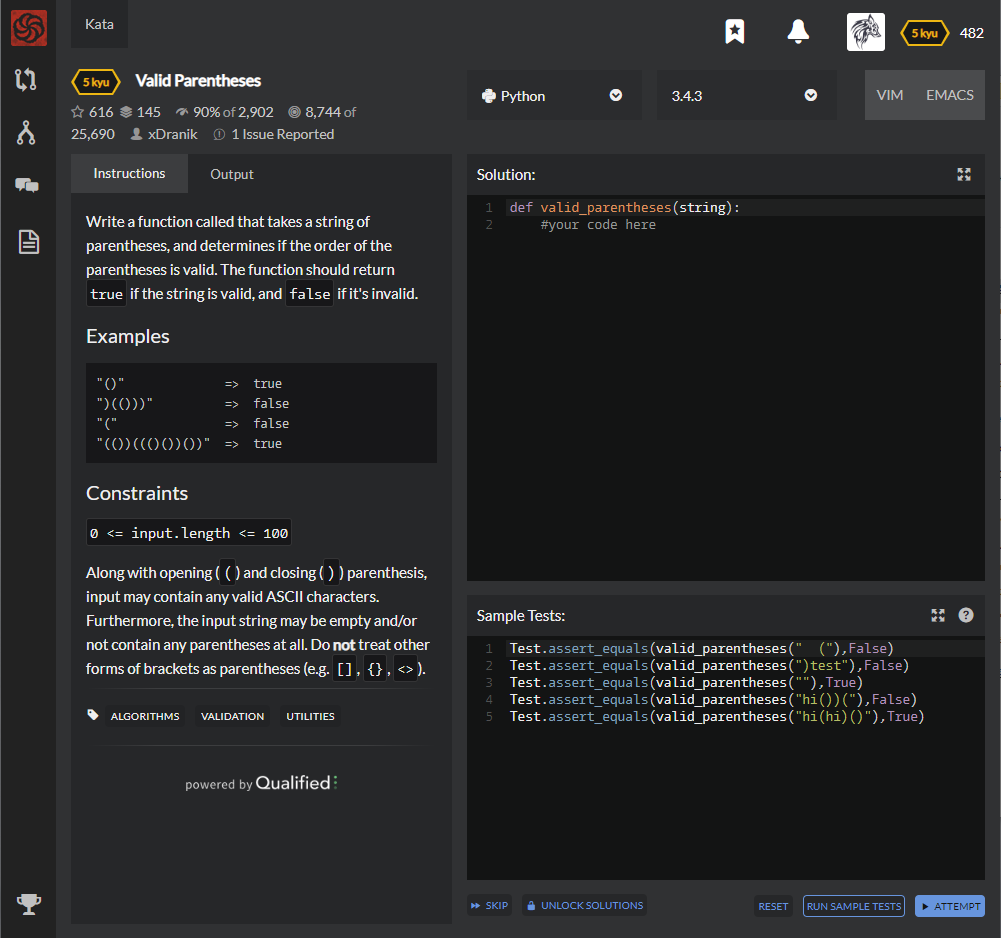 Kata
5 kyu
482
5 kyu
Valid Parentheses
616 145 90% of 2,902 8,744 of
25,690 xDranik 1 Issue Reported
Python
3.4.3
VIM EMACS
Instructions
Output
Write a function called that takes a string of
parentheses, and determines if the order of the
parentheses is valid. The function should return
true if the string is valid, and false if it's invalid.
Examples
"()" => true
")(()))" => false
"(" => false
"(())((()())())" => true
Constraints
0 <= input.length <= 100
Along with opening ( ( ) and closing ( ) ) parenthesis,
input may contain any valid ASCII characters.
Furthermore, the input string may be empty and/or
not contain any parentheses at all. Do not treat other
forms of brackets as parentheses (e.g. [] , {} , <> ).
ALGORITHMS VALIDATION UTILITIES
powered by Qualified
Solution:
1 def valid_parentheses(string):
2 #your code here
Sample Tests:
?
1 Test.assert_equals(valid_parentheses("  ("),False)
2 Test.assert_equals(valid_parentheses(")test"),False)
3 Test.assert_equals(valid_parentheses(""),True)
4 Test.assert_equals(valid_parentheses("hi())("),False)
5 Test.assert_equals(valid_parentheses("hi(hi)()"),True)
SKIP
UNLOCK SOLUTIONS
RESET
RUN SAMPLE TESTS
ATTEMPT